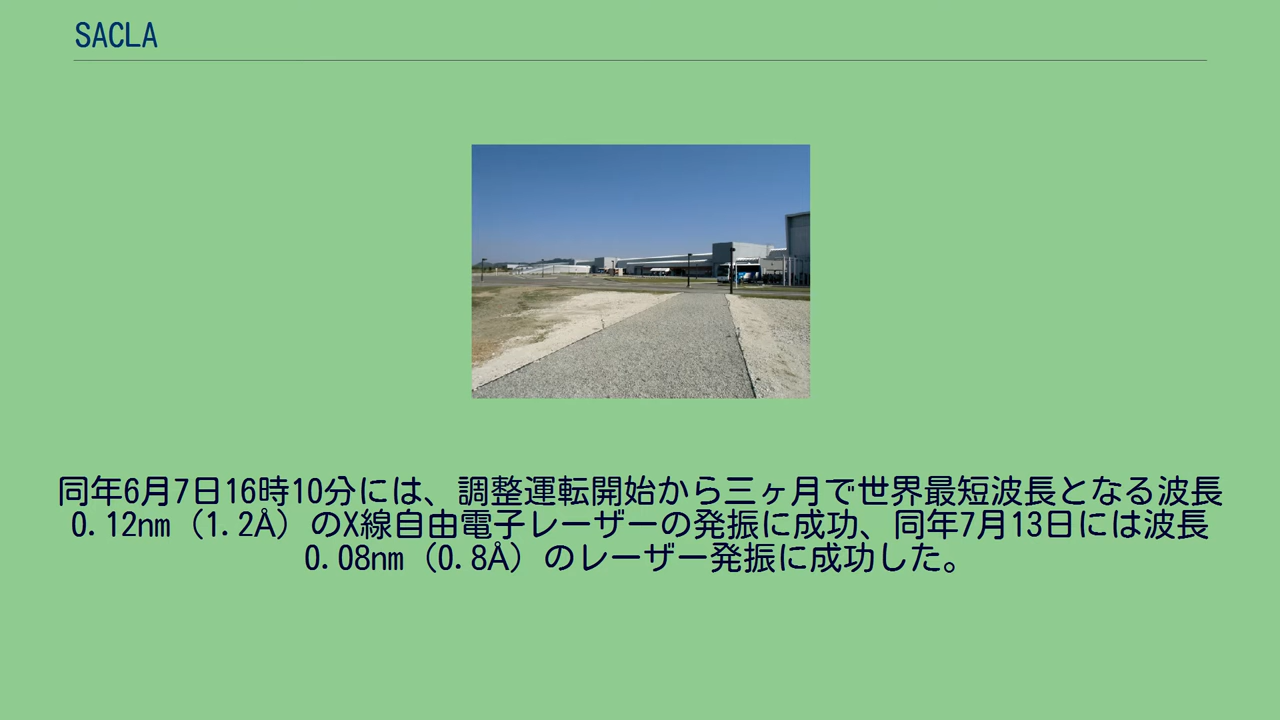 SACLA
同年6月7日16時10分には、調整運転開始から三ヶ月で世界最短波長となる波長
0.12nm（1.2Å）のX線自由電子レーザーの発振に成功、同年7月13日には波長
0.08nm（0.8Å）のレーザー発振に成功した。